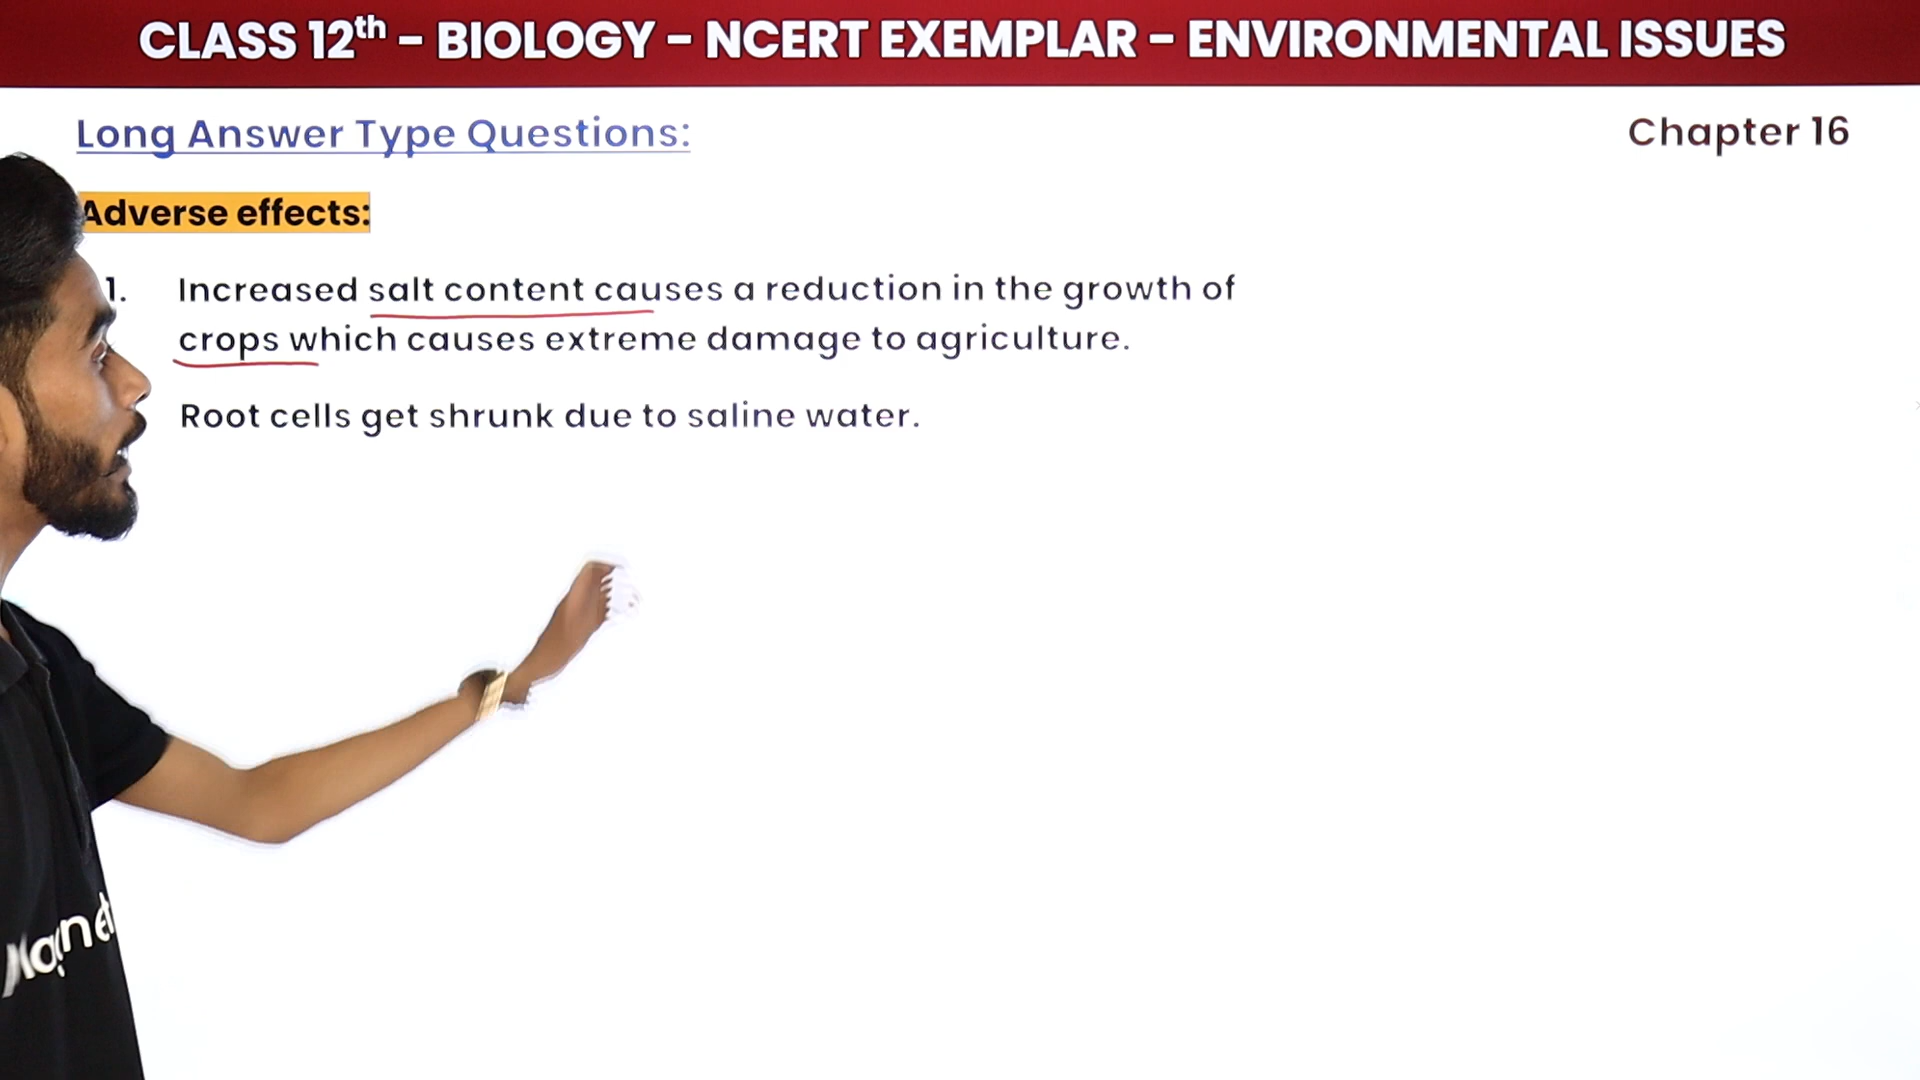 CLASS 12th - BIOLOGY - NCERT EXEMPLAR - ENVIRONMENTAL ISSUES
Long Answer Type Questions:
Chapter 16
Adverse effects:
1. Increased salt content causes a reduction in the growth of
crops which causes extreme damage to agriculture.
Root cells get shrunk due to saline water.